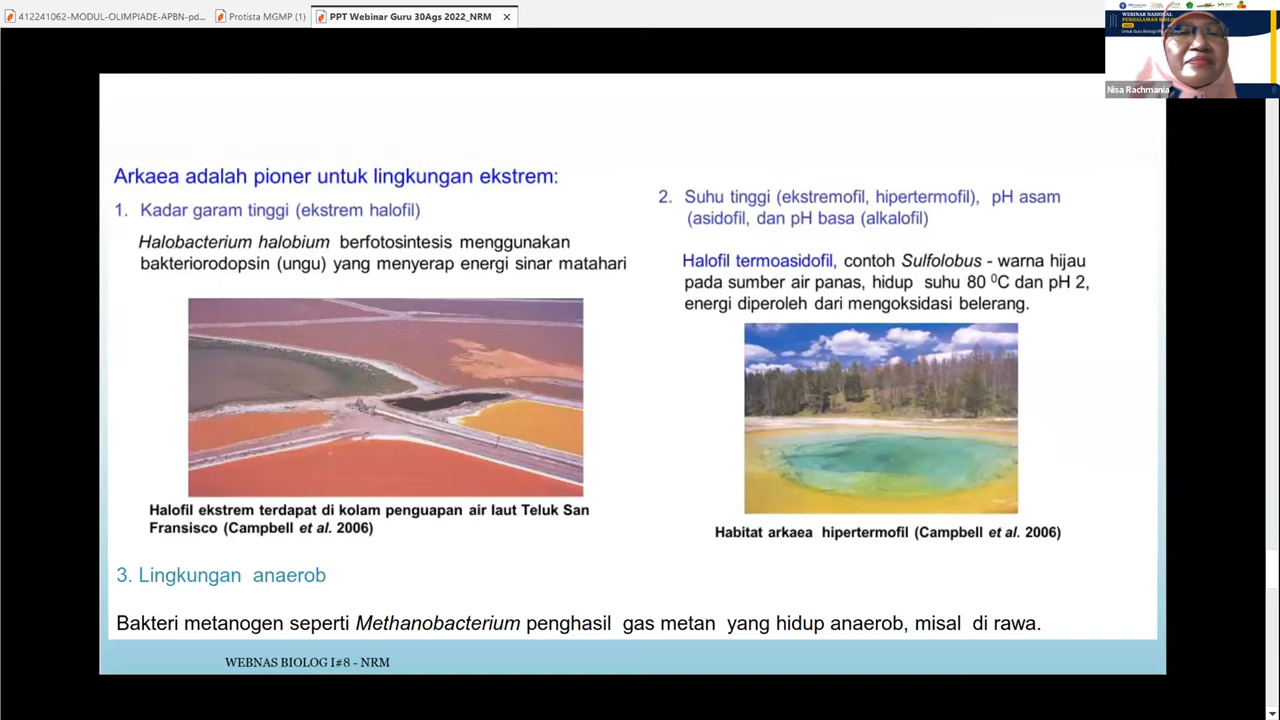 412241062-MODUL-OLIMPIADE-APBN-pd...
Protista MGMP (1)
PPT Webinar Guru 30Ags 2022_NRM
WEBINAR NASIONAL
Nisa Rachmania
Arkaea adalah pioner untuk lingkungan ekstrem:
1. Kadar garam tinggi (ekstrem halofil)
Halobacterium halobium berfotosintesis menggunakan
bakteriorodopsin (ungu) yang menyerap energi sinar matahari
Halofil ekstrem terdapat di kolam penguapan air laut Teluk San
Fransisco (Campbell et al. 2006)
2. Suhu tinggi (ekstremofil, hipertermofil), pH asam
(asidofil, dan pH basa (alkalofil)
Halofil termoasidofil, contoh Sulfolobus - warna hijau
pada sumber air panas, hidup suhu 80 ⁰C dan pH 2,
energi diperoleh dari mengoksidasi belerang.
Habitat arkaea hipertermofil (Campbell et al. 2006)
3. Lingkungan anaerob
Bakteri metanogen seperti Methanobacterium penghasil gas metan yang hidup anaerob, misal di rawa.
WEBNAS BIOLOG I#8 - NRM